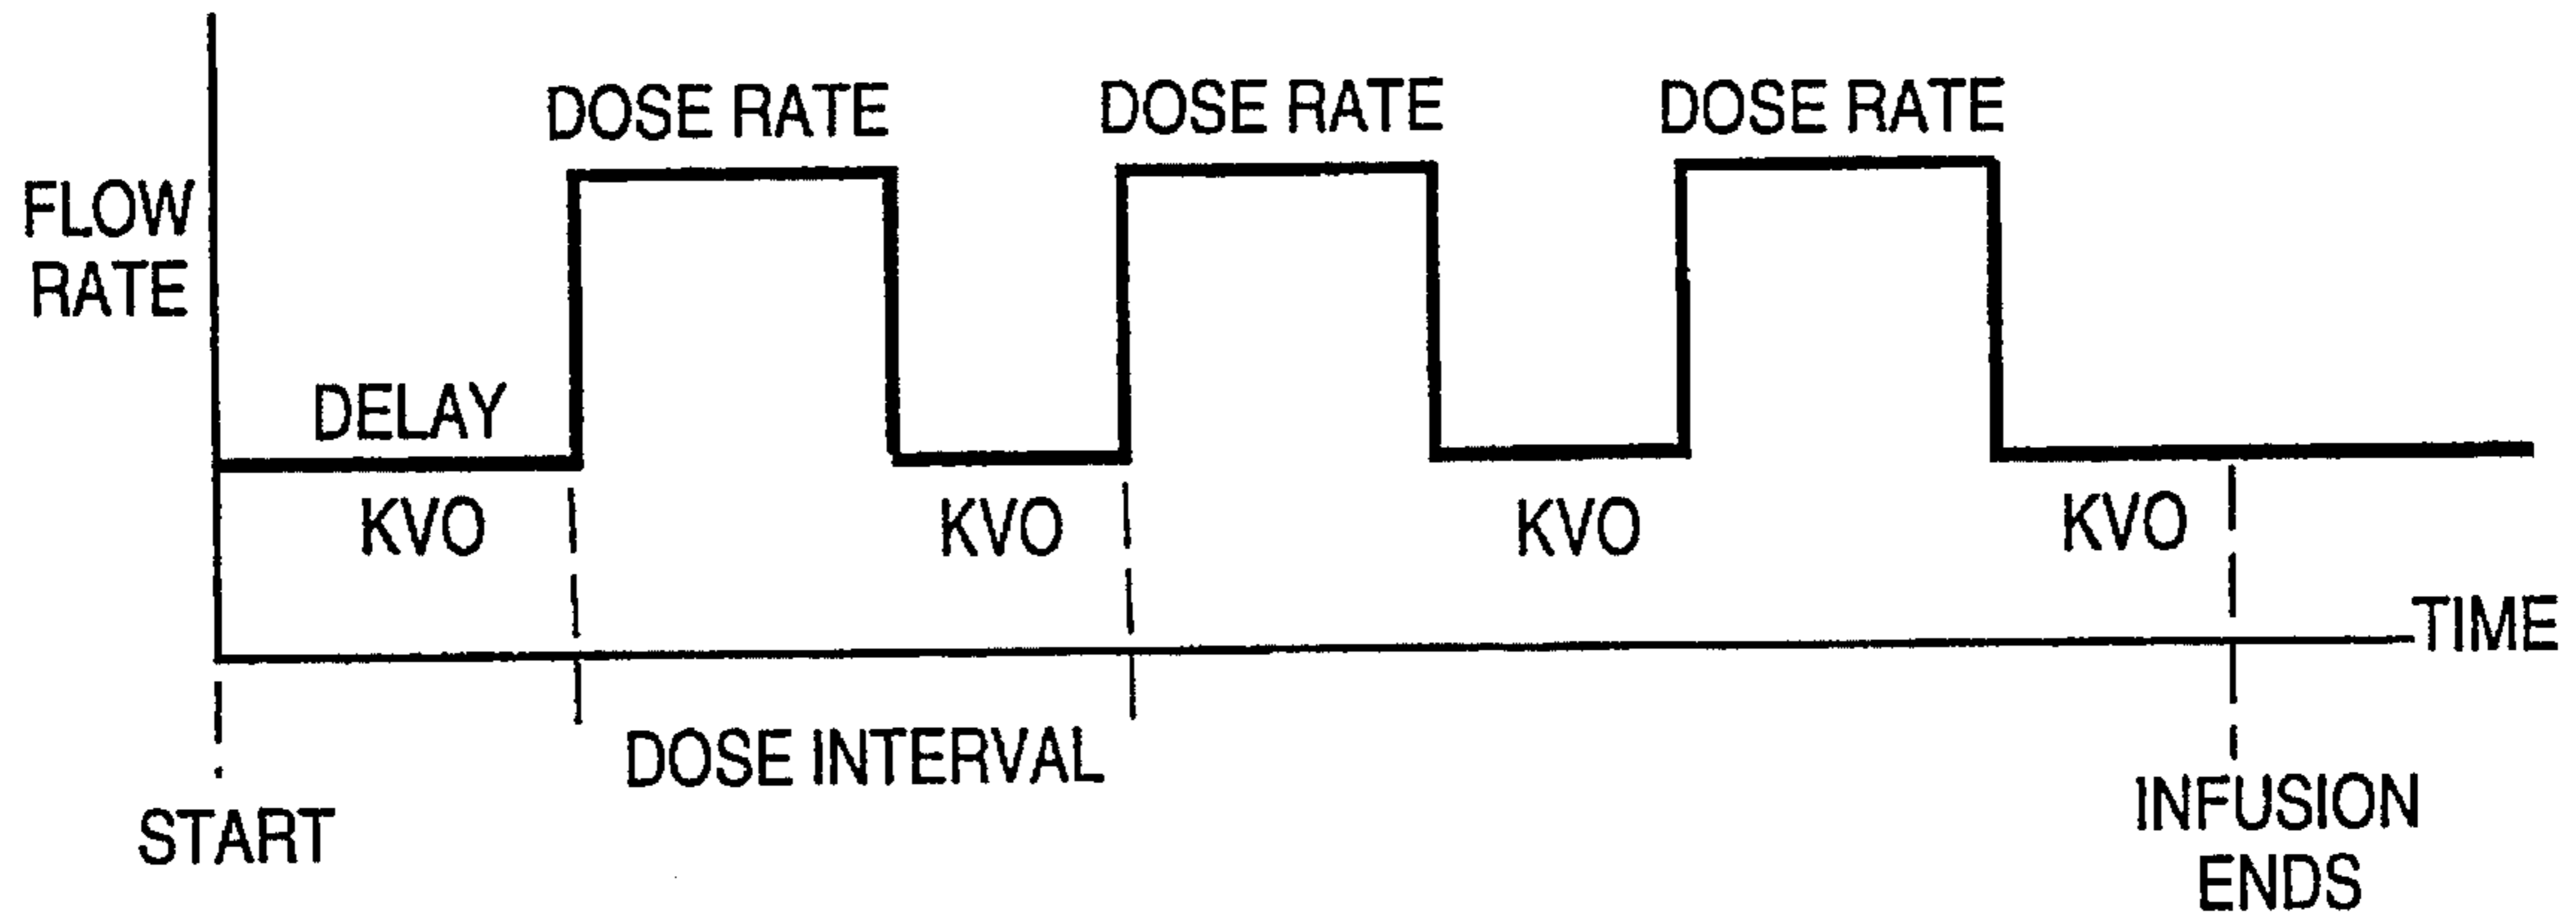 DOSE RATE
DOSE RATE
DOSE RATE
FLOW
RATE
DELAY
KVO
KVO
KVO
KVO
TIME
DOSE INTERVAL
START
INFUSION
ENDS